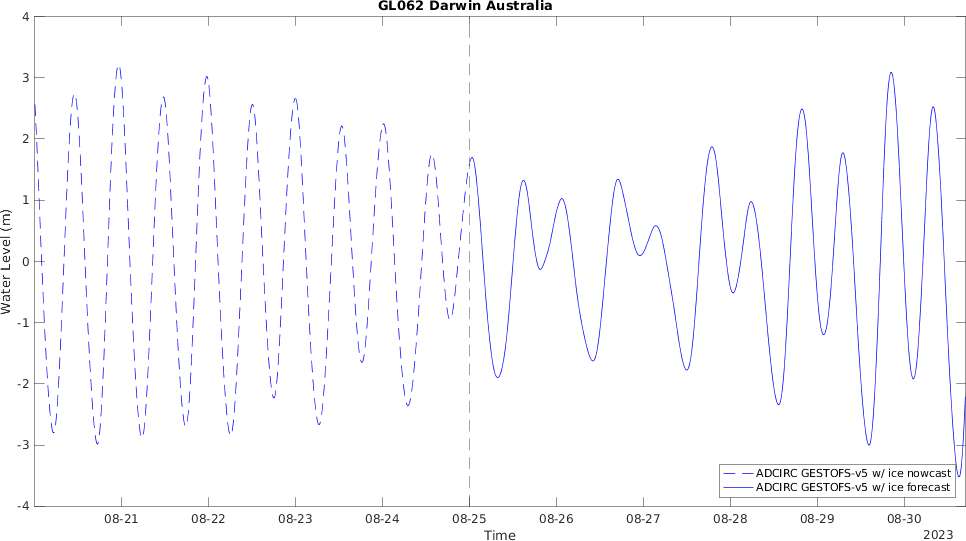 GL062 Darwin Australia
4
3
2
1
0
-1
-2
-3
-4
Water Level (m)
ADCIRC GESTOFS-v5 w/ ice nowcast
ADCIRC GESTOFS-v5 w/ ice forecast
08-21 08-22 08-23 08-24 08-25 08-26 08-27 08-28 08-29 08-30
Time
2023